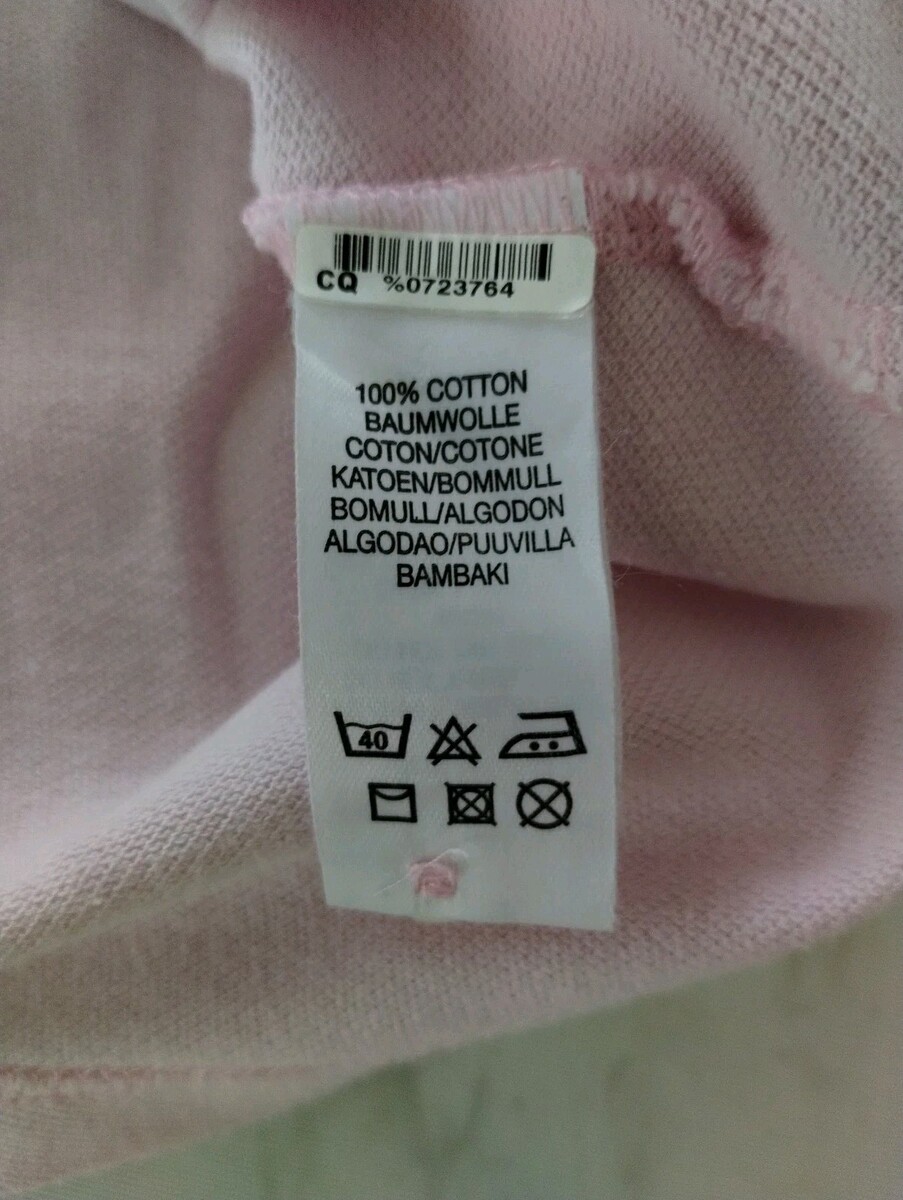 CQ %0723764
100% COTTON
BAUMWOLLE
COTON/COTONE
KATOEN/BOMMULL
BOMULL/ALGODON
ALGODAO/PUUVILLA
BAMBAKI
40